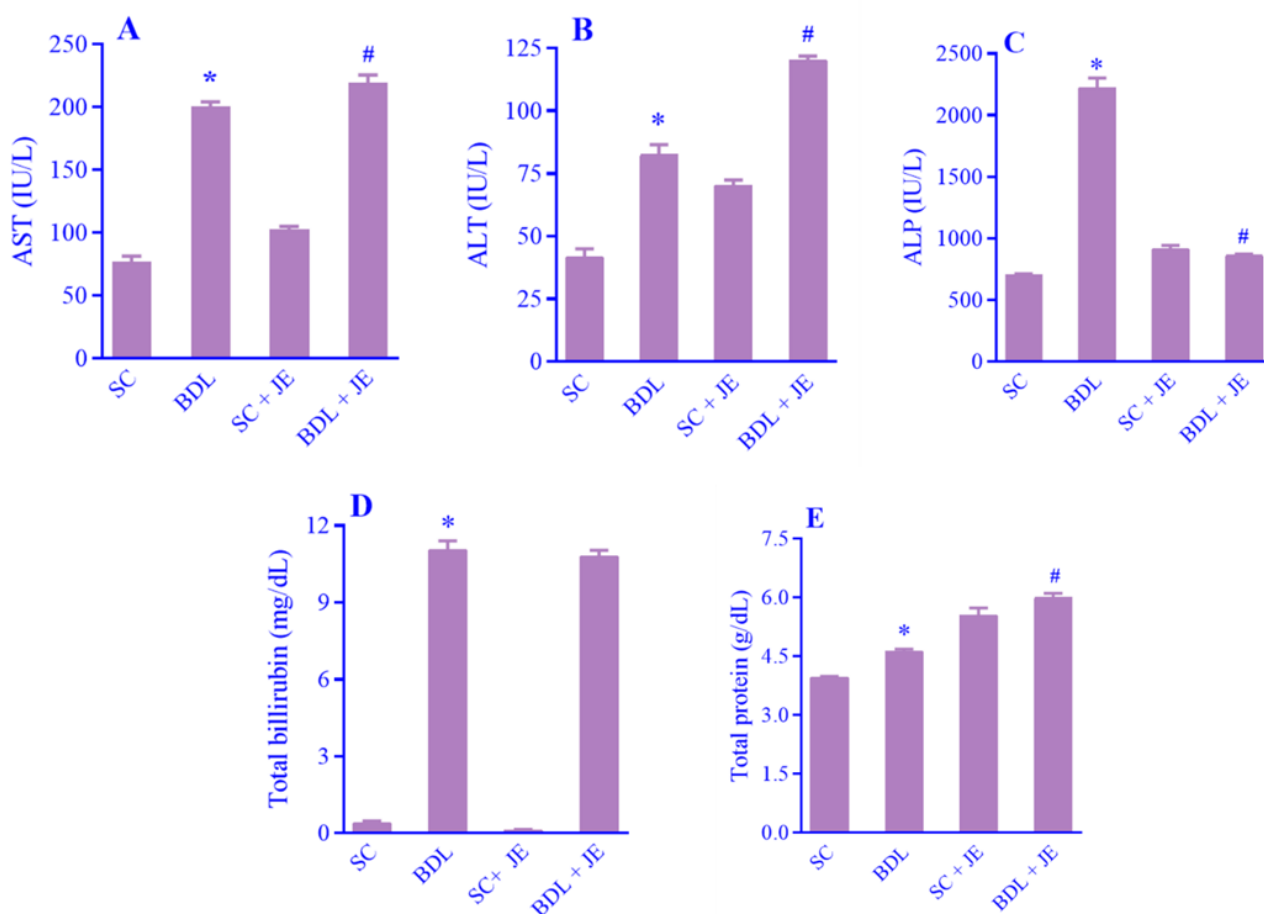 A
AST (IU/L)
250
200
150
100
50
0
*
#
SC
BDL
SC + JE
BDL + JE
B
ALT (IU/L)
125
100
75
50
25
0
*
#
SC
BDL
SC + JE
BDL + JE
C
ALP (IU/L)
2500
2000
1500
1000
500
0
*
#
SC
BDL
SC + JE
BDL + JE
D
Total billirubin (mg/dL)
12
9
6
3
0
*
SC
BDL
SC+ JE
BDL + JE
E
Total protein (g/dL)
7.5
6.0
4.5
3.0
1.5
0.0
*
#
SC
BDL
SC + JE
BDL + JE